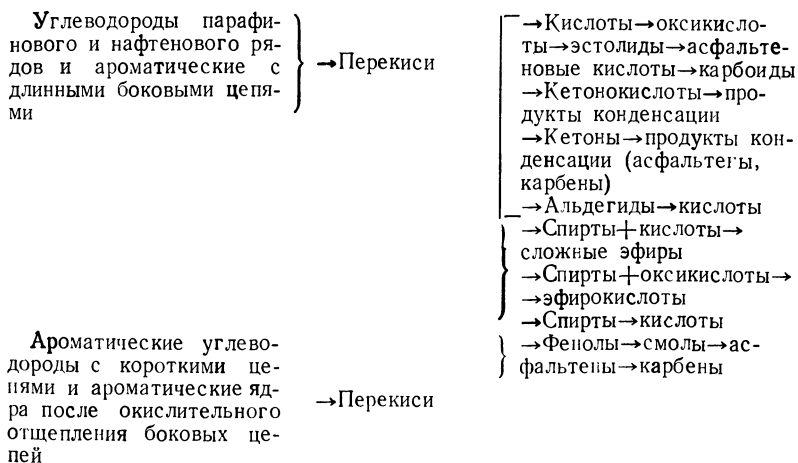 Углеводороды парафи-
нового и нафтенового ря-
дов и ароматические с
длинными боковыми цепя-
ми
→Перекиси
→Кислоты→оксикисло-
ты→эстолиды→асфальте-
новые кислоты→карбоиды
→Кетонокислоты→про-
дукты конденсации
→Кетоны→продукты кон-
денсации (асфальтены,
карбены)
→Альдегиды→кислоты
→Спирты+кислоты→
сложные эфиры
→Спирты+оксикислоты→
→эфирокислоты
→Спирты→кислоты
Ароматические углево-
дороды с короткими це-
пями и ароматические яд-
ра после окислительного
отщепления боковых це-
пей
→Перекиси
→Фенолы→смолы→ас-
фальтены→карбены